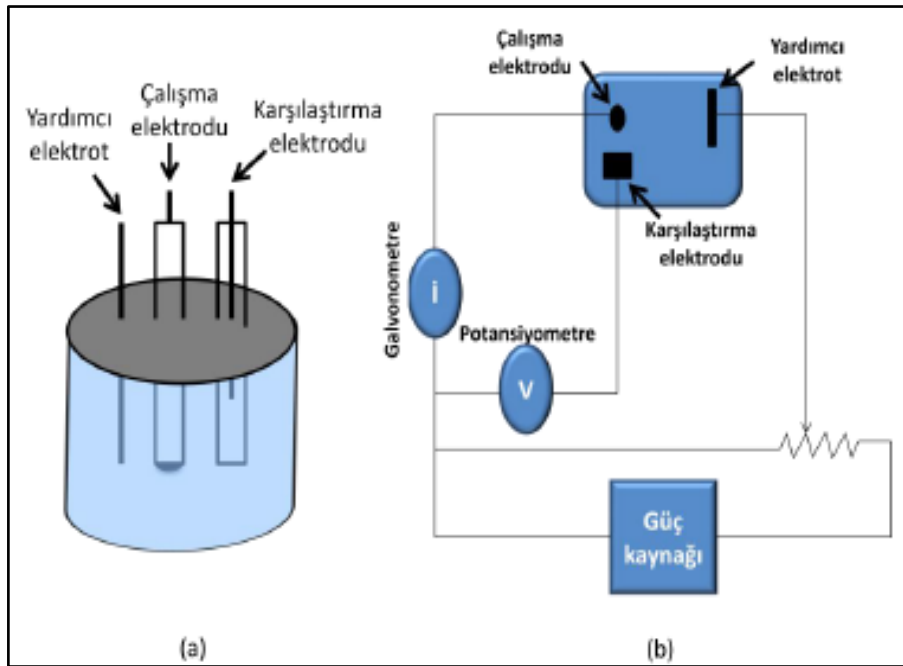 Yardımcı
elektrot
Çalışma
elektrodu
Karşılaştırma
elektrodu
(a)
Çalışma
elektrodu
Yardımcı
elektrot
Karşılaştırma
elektrodu
Galvonometre
i
Potansiyometre
V
Güç
kaynağı
(b)